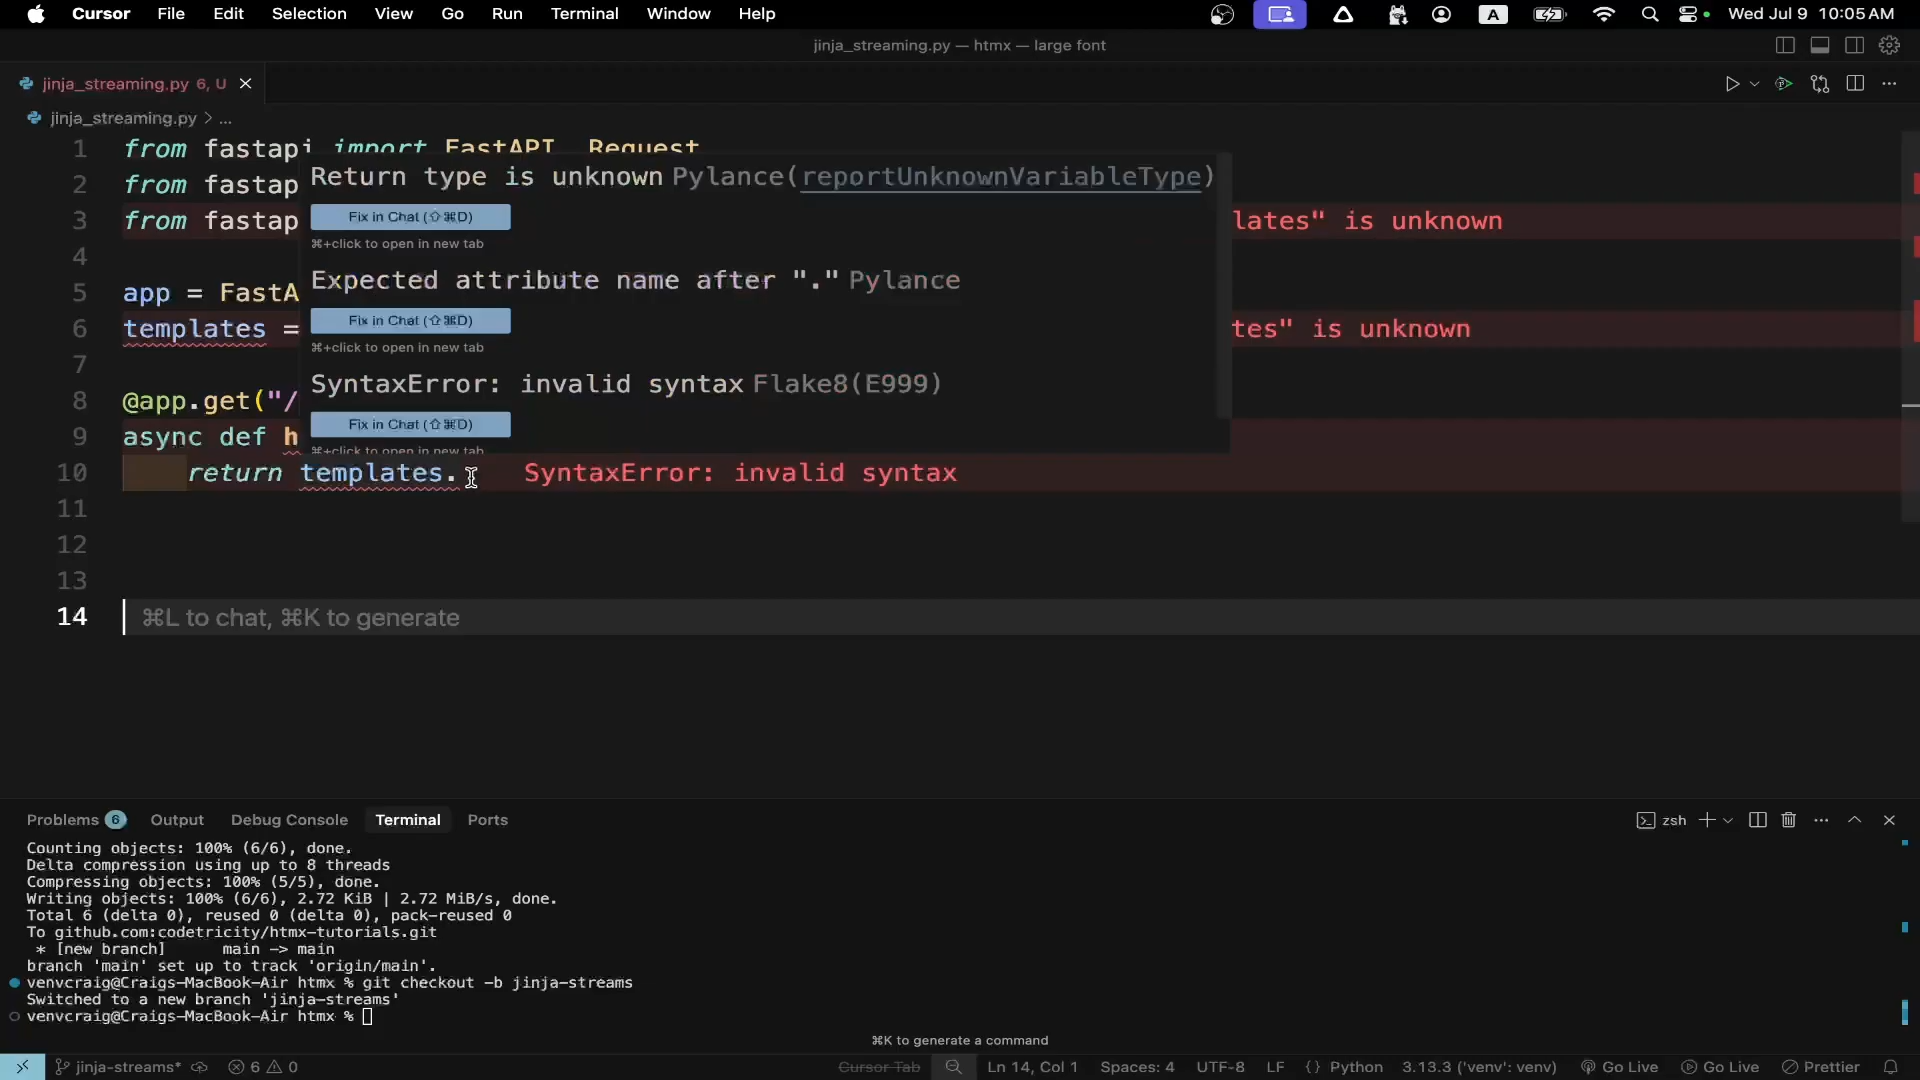 Cursor File Edit Selection View Go Run Terminal Window Help A Wed Jul 9 10:05 AM
jinja_streaming.py — htmx — large font
jinja_streaming.py 6, U
jinja_streaming.py > ...
1 from fastapi import FastAPI, Request
2 from fastap
3 from fastap lates" is unknown
4
5 app = FastA
6 templates = tes" is unknown
7
8 @app.get("/
9 async def h
10 return templates. SyntaxError: invalid syntax
11
12
13
14 ⌘L to chat, ⌘K to generate
Return type is unknown Pylance(reportUnknownVariableType)
Fix in Chat (⇧⌘D)
⌘+click to open in new tab
Expected attribute name after "." Pylance
Fix in Chat (⇧⌘D)
⌘+click to open in new tab
SyntaxError: invalid syntax Flake8(E999)
Fix in Chat (⇧⌘D)
⌘+click to open in new tab
Problems 6 Output Debug Console Terminal Ports zsh
Counting objects: 100% (6/6), done.
Delta compression using up to 8 threads
Compressing objects: 100% (5/5), done.
Writing objects: 100% (6/6), 2.72 KiB | 2.72 MiB/s, done.
Total 6 (delta 0), reused 0 (delta 0), pack-reused 0
To github.com:codetricity/htmx-tutorials.git
* [new branch] main -> main
branch 'main' set up to track 'origin/main'.
venvcraig@Craigs-MacBook-Air htmx % git checkout -b jinja-streams
Switched to a new branch 'jinja-streams'
venvcraig@Craigs-MacBook-Air htmx %
⌘K to generate a command
jinja-streams* 6 0 Cursor Tab Ln 14, Col 1 Spaces: 4 UTF-8 LF {} Python 3.13.3 ('venv': venv) Go Live Go Live Prettier